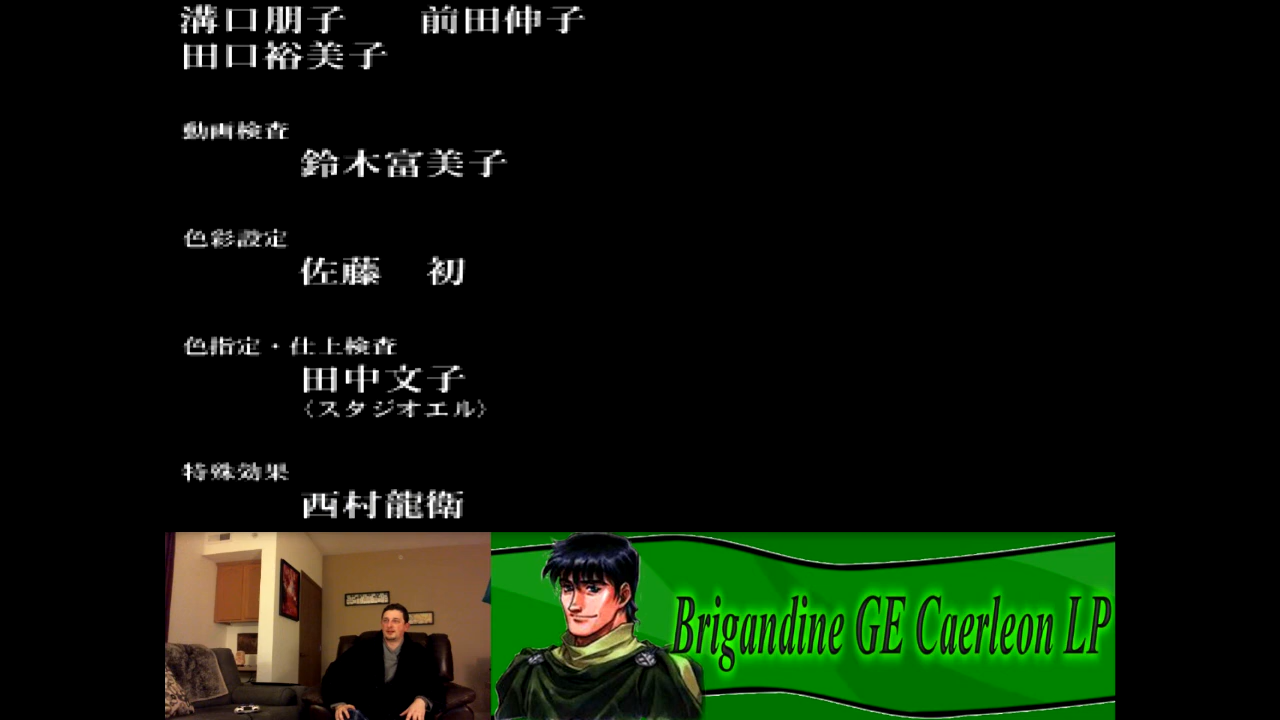 溝口朋子　前田伸子
田口裕美子
動画検査
鈴木富美子
色彩設定
佐藤　初
色指定・仕上検査
田中文子
(スタジオエル)
特殊効果
西村龍衛
Brigandine GE Caerleon LP